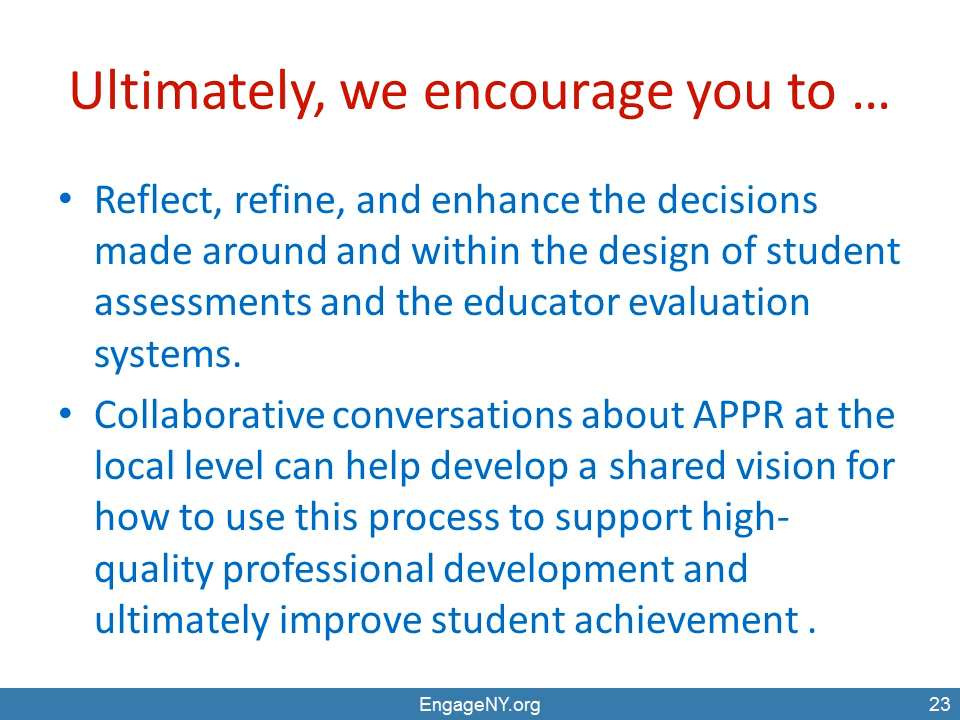 Ultimately, we encourage you to …
• Reflect, refine, and enhance the decisions
made around and within the design of student
assessments and the educator evaluation
systems.
• Collaborative conversations about APPR at the
local level can help develop a shared vision for
how to use this process to support high-
quality professional development and
ultimately improve student achievement .
EngageNY.org
23